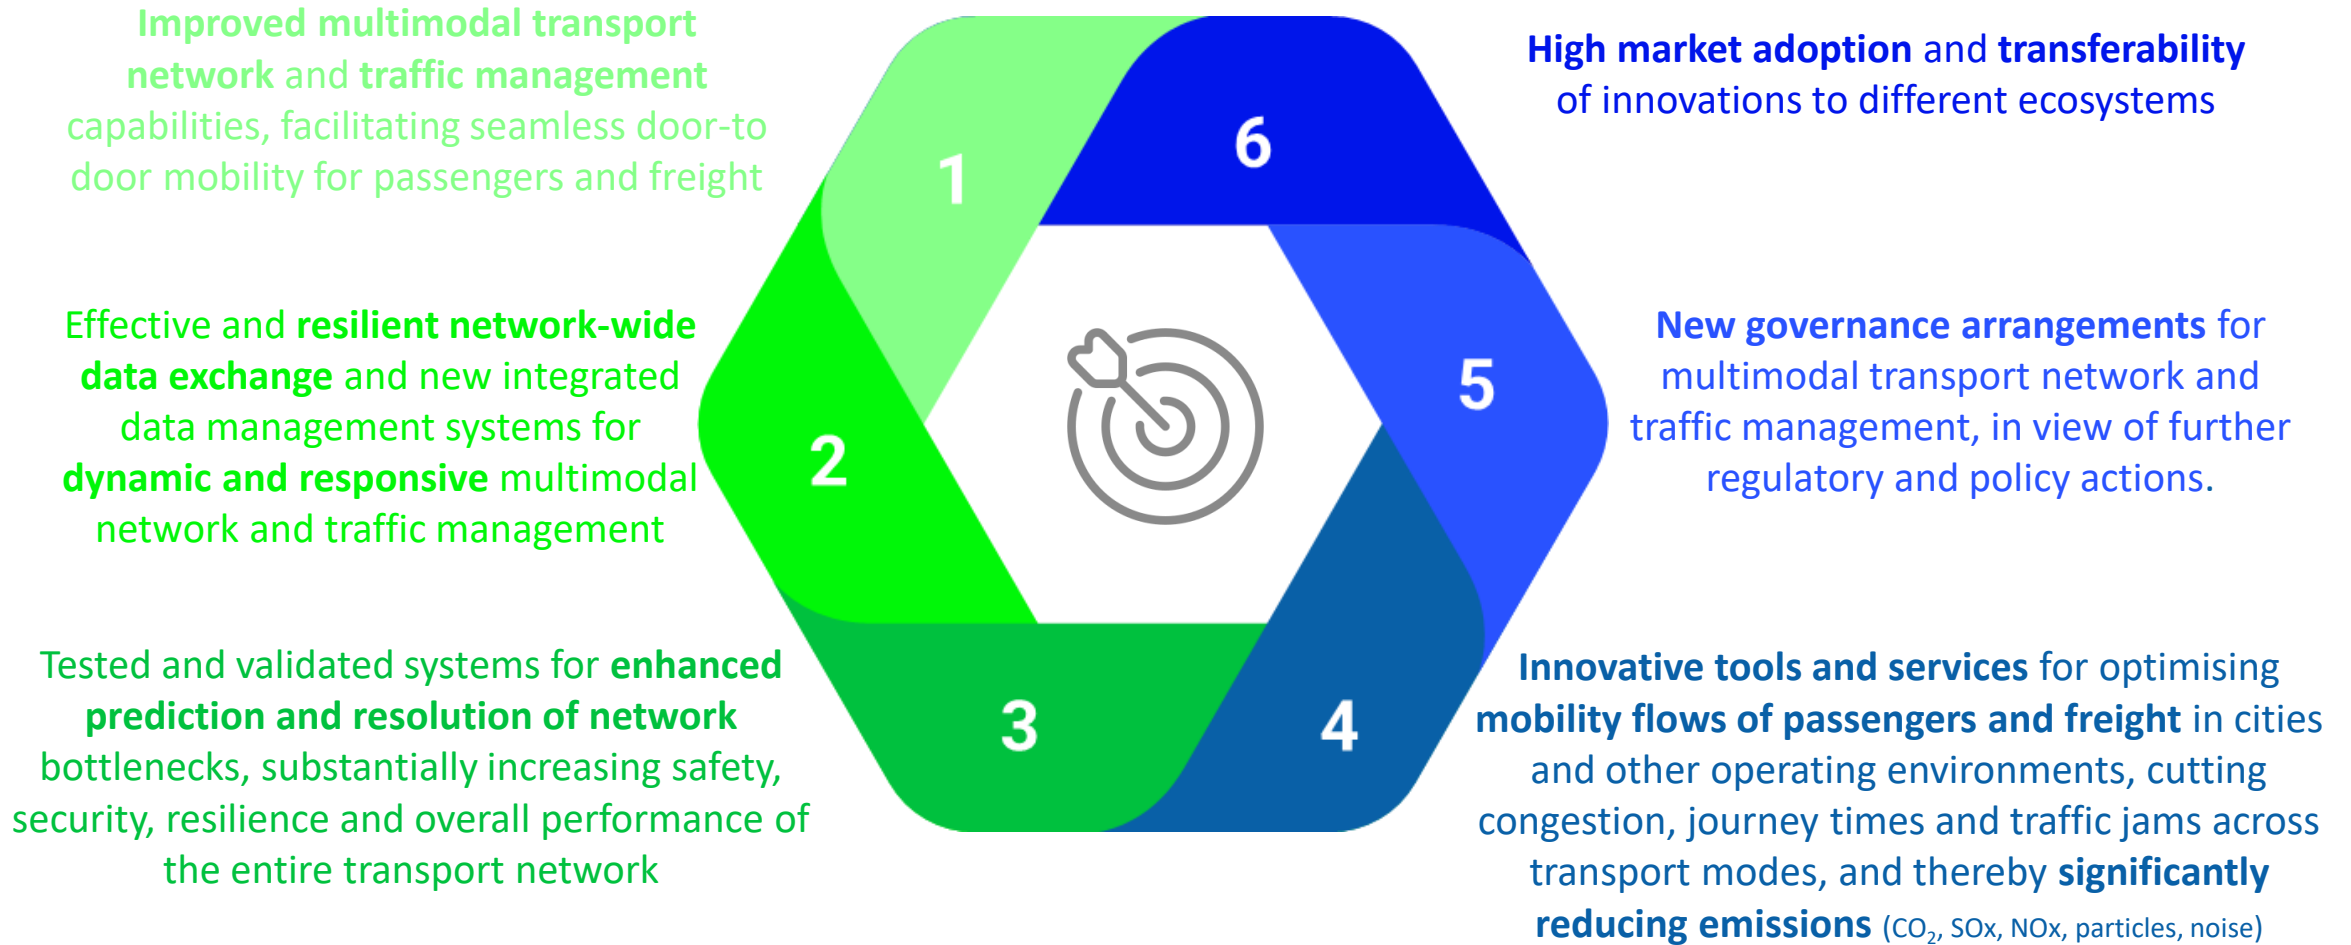 Improved multimodal transport
network and traffic management
capabilities, facilitating seamless door-to
door mobility for passengers and freight
1
Effective and resilient network-wide
data exchange and new integrated
data management systems for
dynamic and responsive multimodal
network and traffic management
2
Tested and validated systems for enhanced
prediction and resolution of network
bottlenecks, substantially increasing safety,
security, resilience and overall performance of
the entire transport network
3
4
Innovative tools and services for optimising
mobility flows of passengers and freight in cities
and other operating environments, cutting
congestion, journey times and traffic jams across
transport modes, and thereby significantly
reducing emissions (CO₂, SOx, NOx, particles, noise)
5
New governance arrangements for
multimodal transport network and
traffic management, in view of further
regulatory and policy actions.
6
High market adoption and transferability
of innovations to different ecosystems